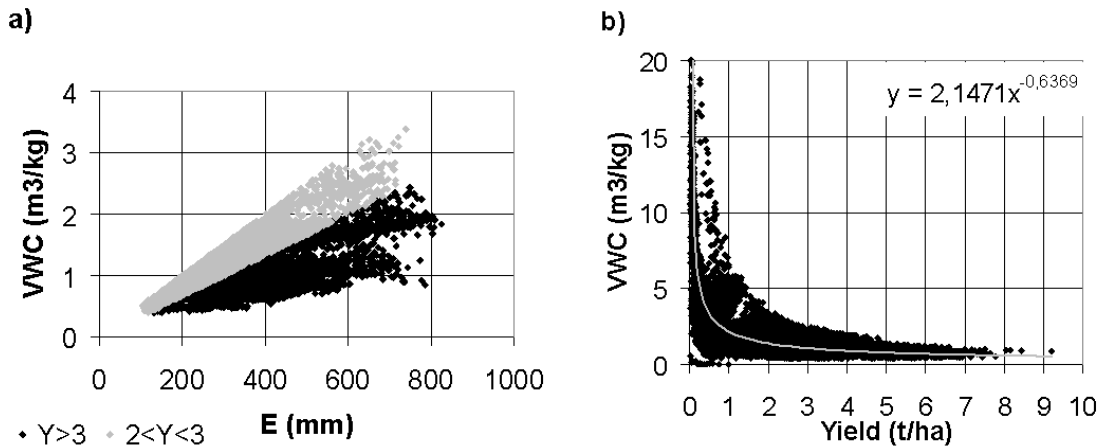 a)
VWC (m3/kg)
4
3
2
1
0
0 200 400 600 800 1000
E (mm)
◆ Y>3 ◆ 2<Y<3
b)
VWC (m3/kg)
20
15
10
5
0
y = 2,1471x^-0,6369
0 1 2 3 4 5 6 7 8 9 10
Yield (t/ha)